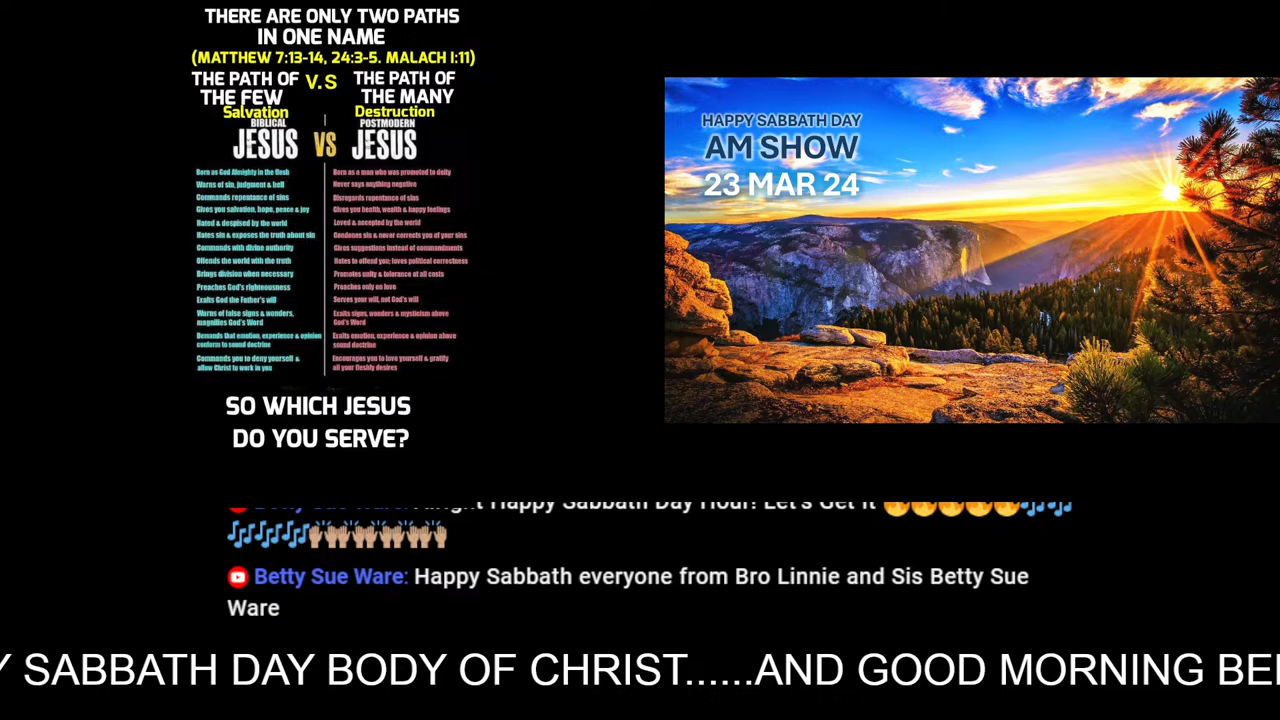 THERE ARE ONLY TWO PATHS
IN ONE NAME
(MATTHEW 7:13-14, 24:3-5. MALACH I:11)
THE PATH OF
THE FEW
V.S
THE PATH OF
THE MANY
Salvation
Destruction
BIBLICAL
JESUS
VS
POSTMODERN
JESUS
Born as God Almighty in the flesh
Born as a man who was promoted to deity
Warns of sin, judgment & hell
Never says anything negative
Commands repentance of sins
Disregards repentance of sins
Gives you salvation, hope, peace & joy
Gives you health, wealth & happy feelings
Hated & despised by the world
Loved & accepted by the world
Hates sin & exposes the truth about sin
Condones sin & never corrects you of your sins
Commands with divine authority
Gives suggestions instead of commandments
Offends the world with the truth
Hates to offend you; loves political correctness
Brings division when necessary
Promotes unity & tolerance at all costs
Preaches God's righteousness
Preaches only on love
Exalts God the Father's will
Serves your will, not God's will
Warns of false signs & wonders,
magnifies God's Word
Exalts signs, wonders & mysticism above
God's Word
Demands that emotion, experience & opinion
conform to sound doctrine
Exalts emotion, experience & opinion above
sound doctrine
Commands you to deny yourself &
allow Christ to work in you
Encourages you to love yourself & gratify
all your fleshly desires
SO WHICH JESUS
DO YOU SERVE?
HAPPY SABBATH DAY
AM SHOW
23 MAR 24
Betty Sue Ware: Alright Happy Sabbath Day Hour! Let's Get It 
Betty Sue Ware: Happy Sabbath everyone from Bro Linnie and Sis Betty Sue
Ware
Y SABBATH DAY BODY OF CHRIST......AND GOOD MORNING BE